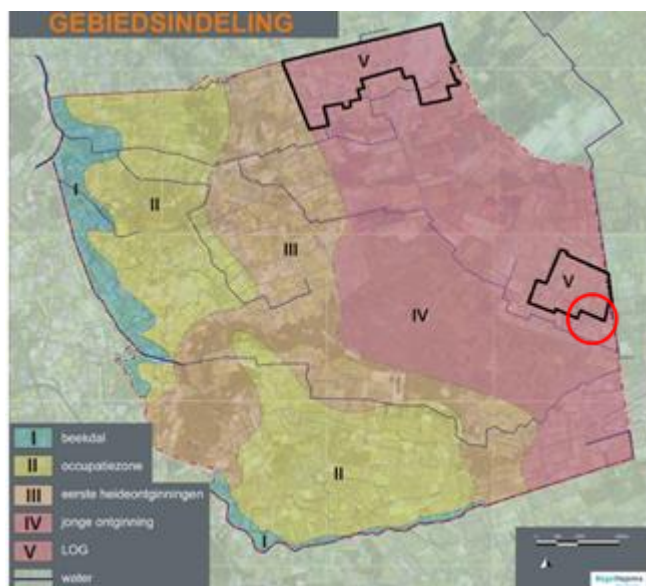 GEBIEDSINDELING
V
I
II
III
V
IV
II
I
I beekdal
II occupatiezone
III eerste heideontginningen
IV jonge ontginning
V LOG
water